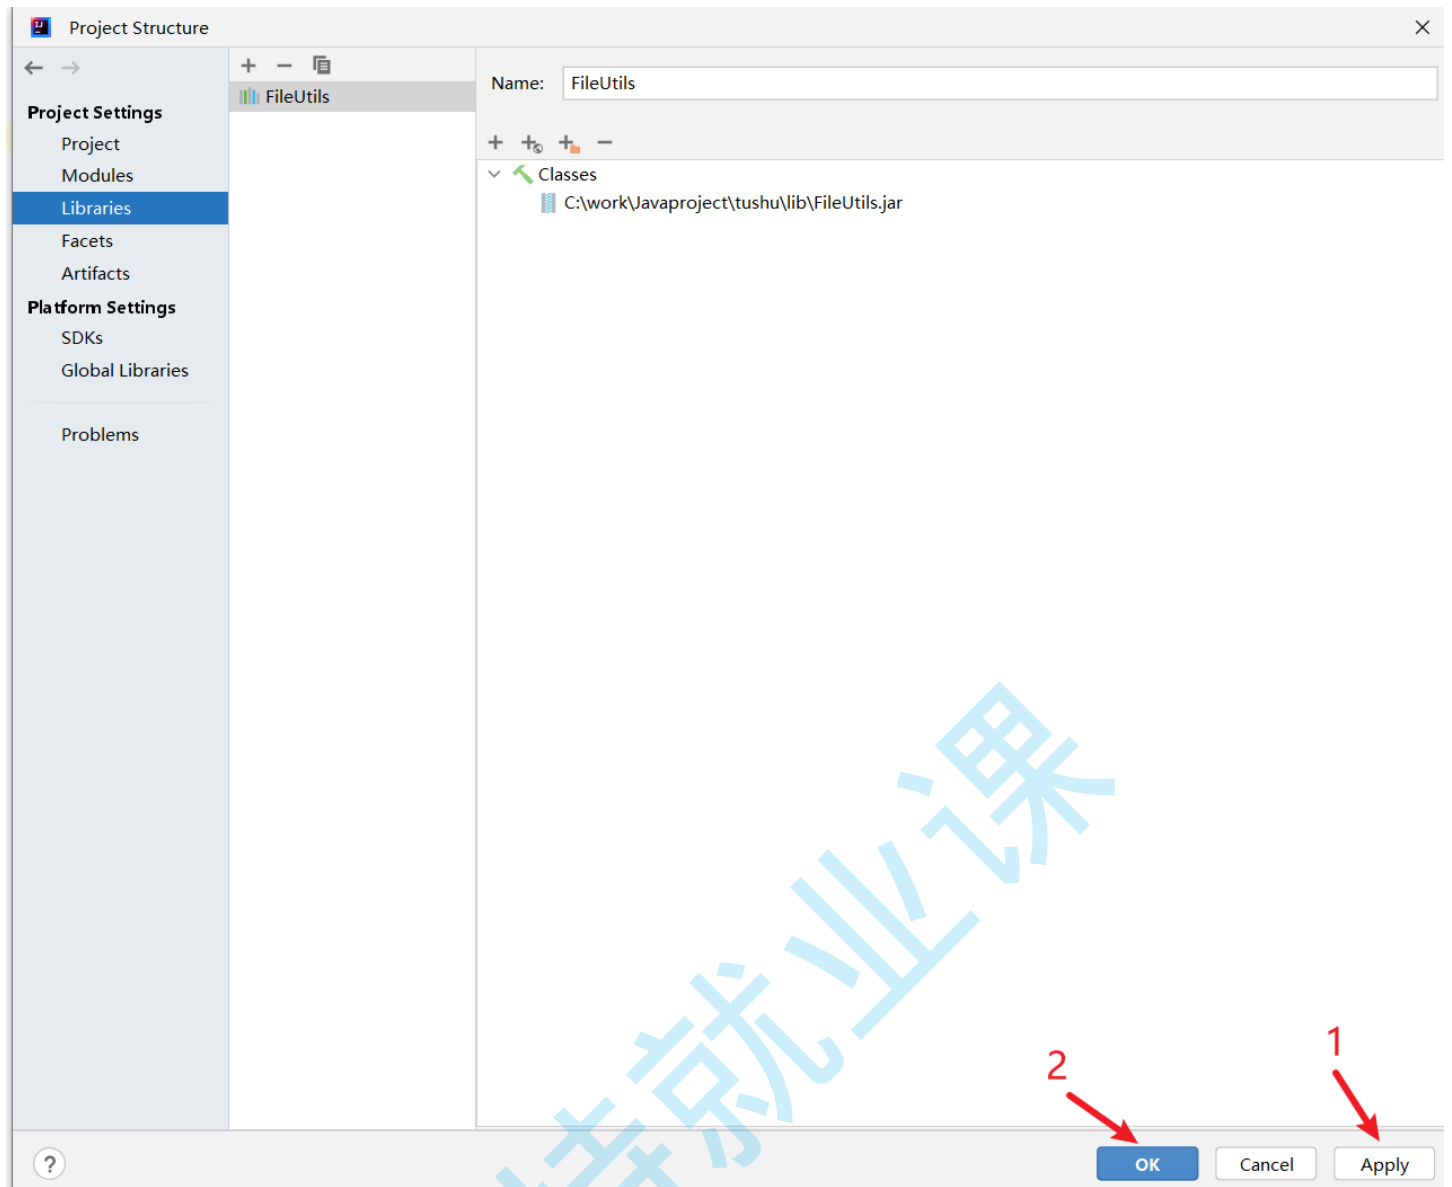 Project Structure
Project Settings
Project
Modules
Libraries
Facets
Artifacts
Platform Settings
SDKs
Global Libraries
Problems
FileUtils
Name: FileUtils
Classes
C:\work\Javaproject\tushu\lib\FileUtils.jar
特就业课
2
1
?
OK
Cancel
Apply